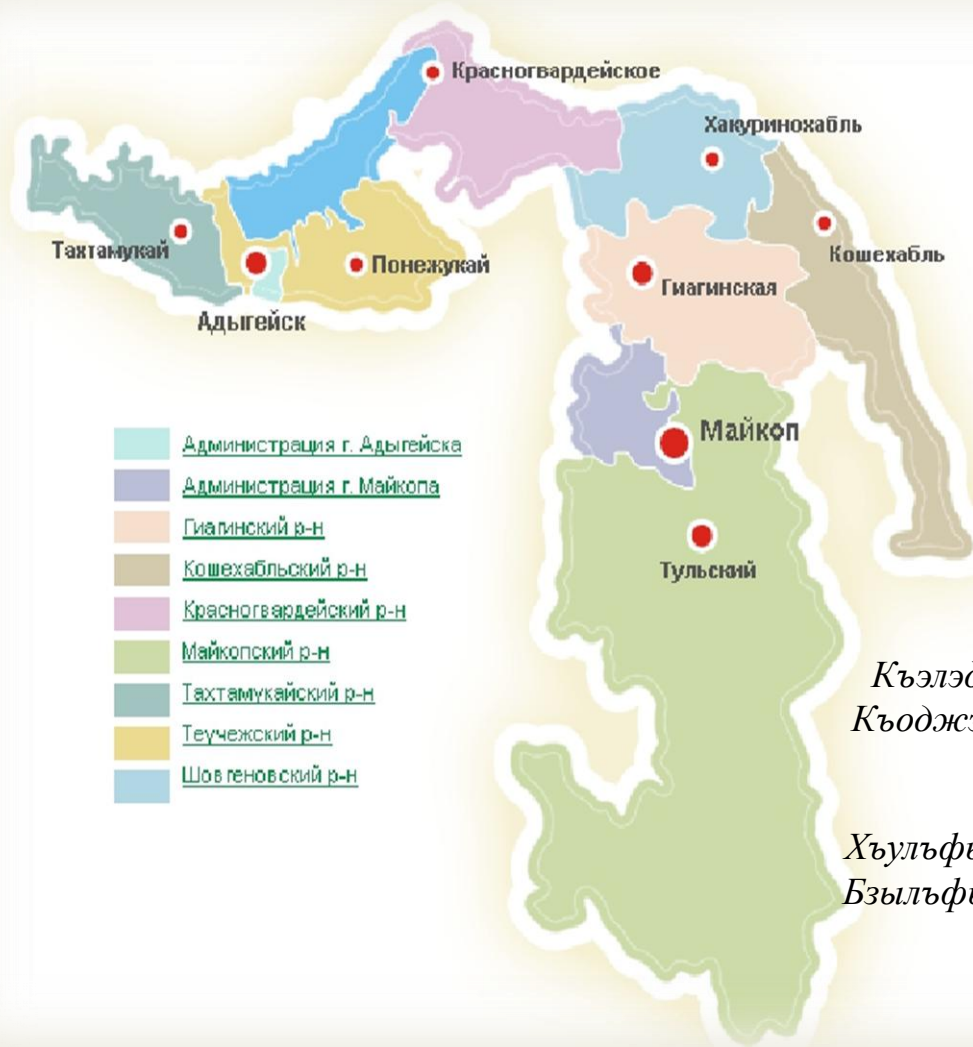 Красногвардейское
Хакуринохабль
Тахтамукай
Понежукай
Кошехабль
Гиагинская
Адыгейск
Майкоп
Тульский
Администрация г. Адыгейска
Администрация г. Майкопа
Гиагинский р-н
Кошехабльский р-н
Красногвардейский р-н
Майкопский р-н
Тахтамукайский р-н
Теучежский р-н
Шовгеновский р-н